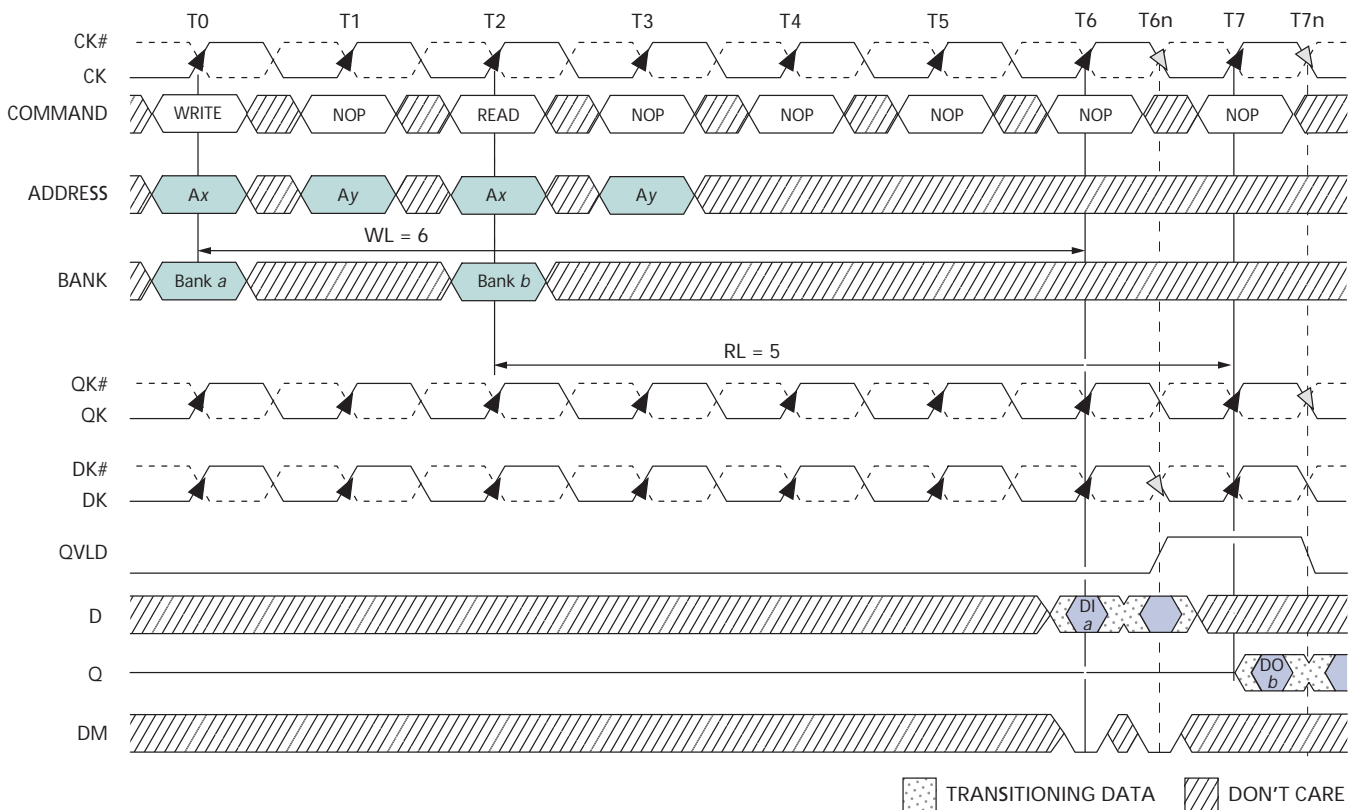 T0 T1 T2 T3 T4 T5 T6 T6n T7 T7n
CK#
CK
COMMAND WRITE NOP READ NOP NOP NOP NOP NOP
ADDRESS Ax Ay Ax Ay
WL = 6
BANK Bank a Bank b
RL = 5
QK#
QK
DK#
DK
QVLD
D DI a
Q DO b
DM
TRANSITIONING DATA DON'T CARE